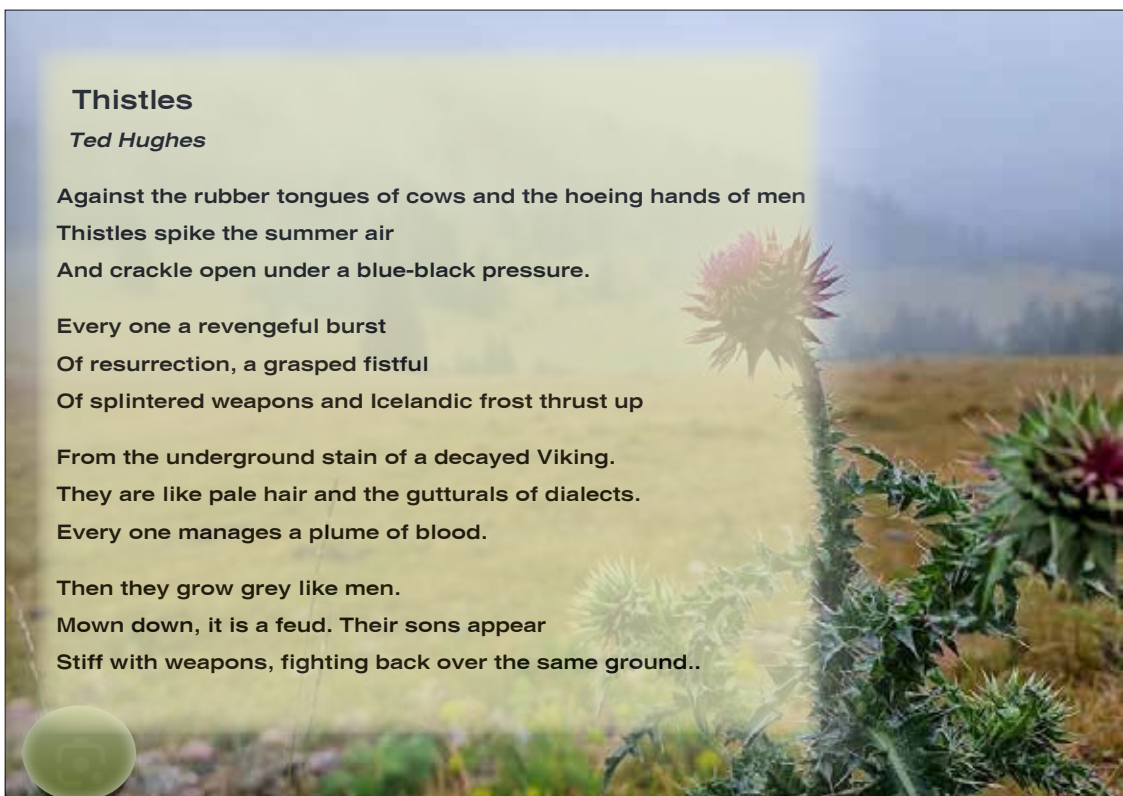 Thistles
Ted Hughes
Against the rubber tongues of cows and the hoeing hands of men
Thistles spike the summer air
And crackle open under a blue-black pressure.
Every one a revengeful burst
Of resurrection, a grasped fistful
Of splintered weapons and Icelandic frost thrust up
From the underground stain of a decayed Viking.
They are like pale hair and the gutturals of dialects.
Every one manages a plume of blood.
Then they grow grey like men.
Mown down, it is a feud. Their sons appear
Stiff with weapons, fighting back over the same ground..